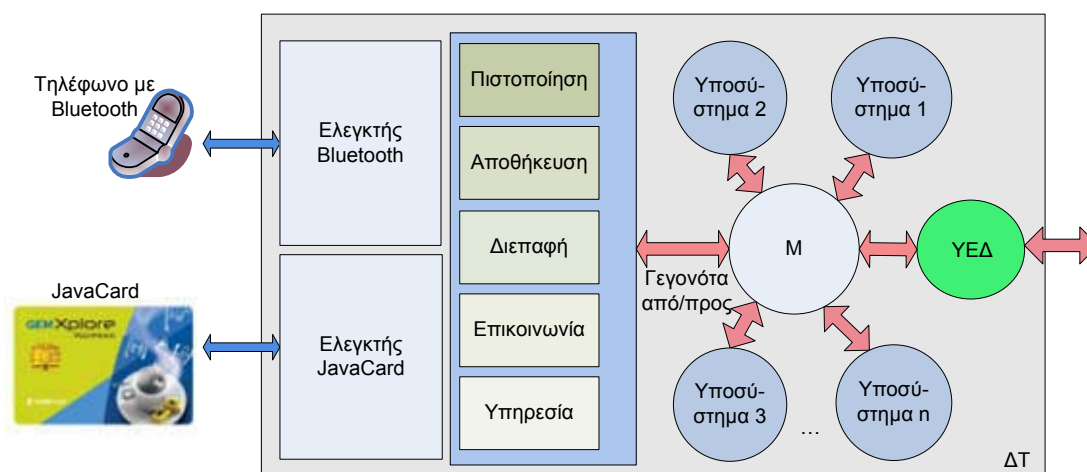 Τηλέφωνο με
Bluetooth
JavaCard
GEMXplore
Ελεγκτής
Bluetooth
Ελεγκτής
JavaCard
Πιστοποίηση
Αποθήκευση
Διεπαφή
Επικοινωνία
Υπηρεσία
Γεγονότα
από/προς
Υποσύ-
στημα 2
Υποσύ-
στημα 1
Μ
ΥΕΔ
Υποσύ-
στημα 3
...
Υποσύ-
στημα n
ΔΤ